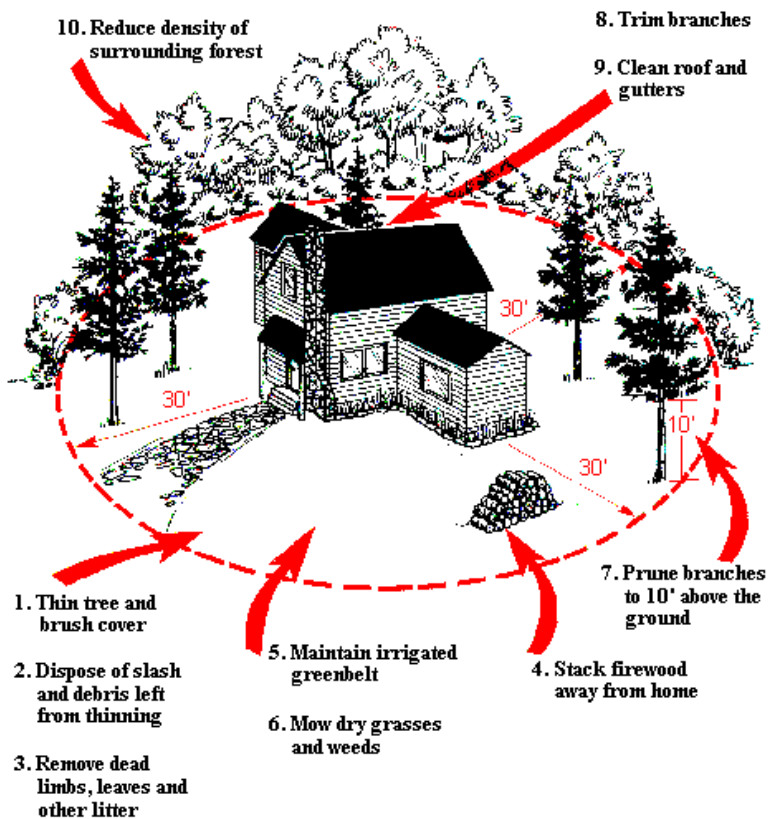 10. Reduce density of
surrounding forest
8. Trim branches
9. Clean roof and
gutters
30'
30'
30'
10'
1. Thin tree and
brush cover
2. Dispose of slash
and debris left
from thinning
3. Remove dead
limbs, leaves and
other litter
5. Maintain irrigated
greenbelt
6. Mow dry grasses
and weeds
4. Stack firewood
away from home
7. Prune branches
to 10' above the
ground